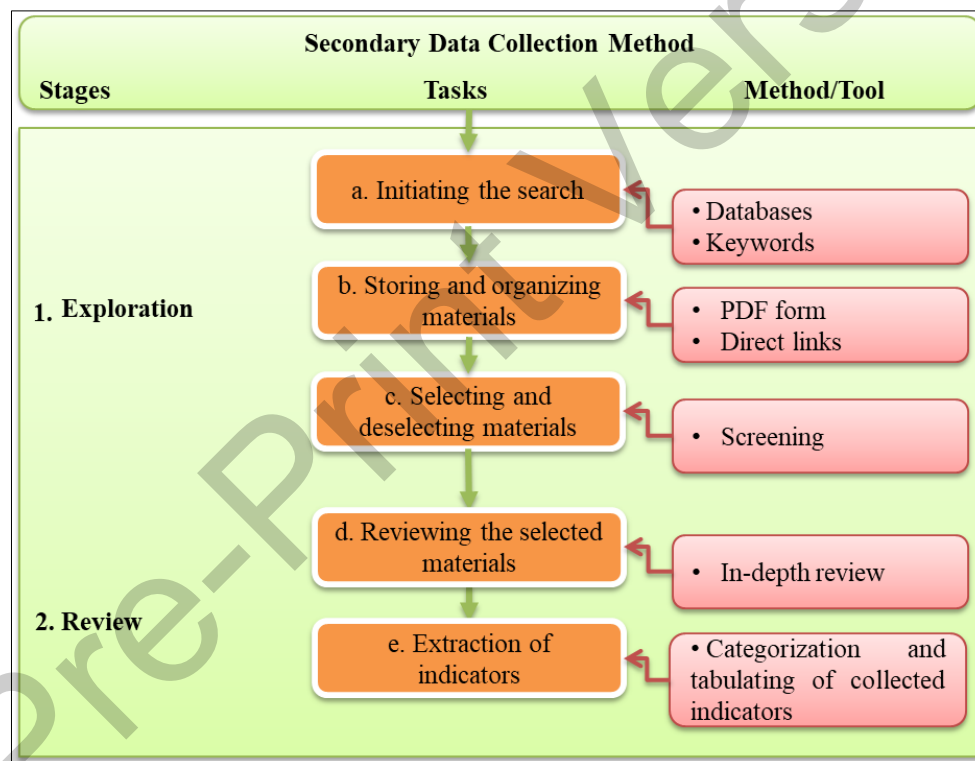 Secondary Data Collection Method
Stages Tasks Method/Tool
a. Initiating the search
• Databases
• Keywords
1. Exploration
b. Storing and organizing
materials
• PDF form
• Direct links
c. Selecting and
deselecting materials
• Screening
d. Reviewing the selected
materials
• In-depth review
2. Review
e. Extraction of
indicators
• Categorization and
tabulating of collected
indicators
Pre-Print Vers